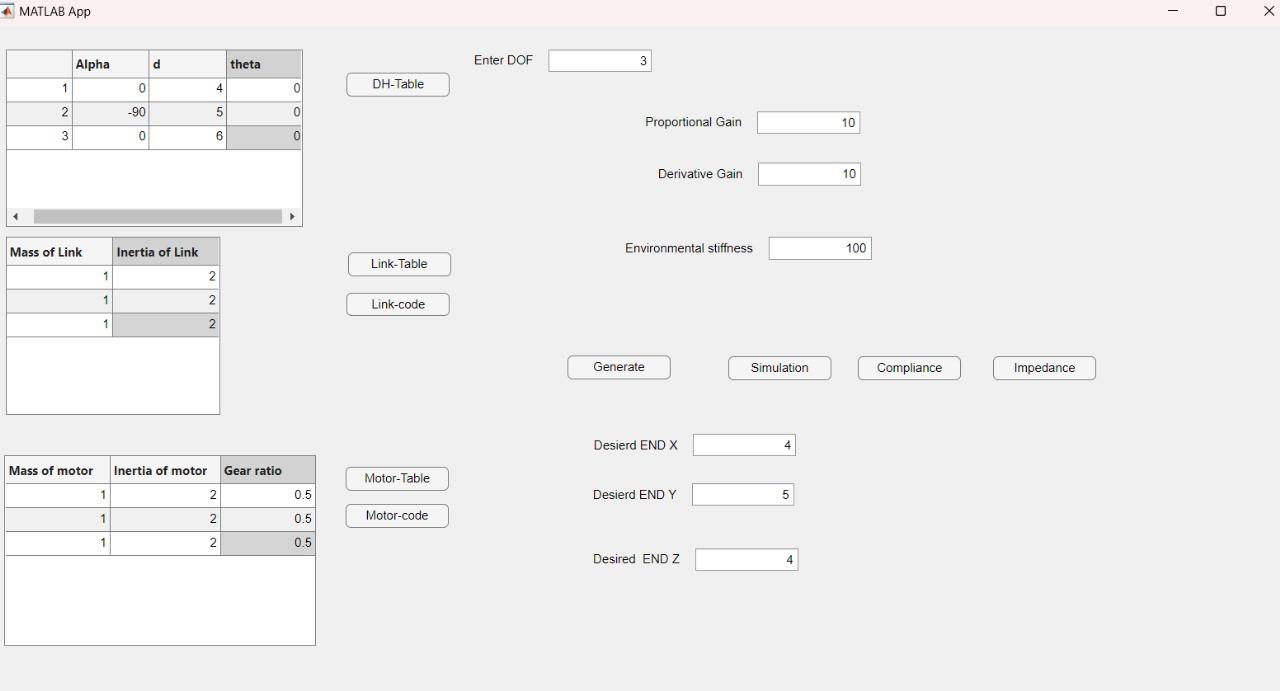 MATLAB App
Alpha d theta
1 0 4 0
2 -90 5 0
3 0 6 0
DH-Table
Enter DOF 3
Proportional Gain 10
Derivative Gain 10
Mass of Link Inertia of Link
1 2
1 2
1 2
Link-Table
Link-code
Environmental stiffness 100
Generate Simulation Compliance Impedance
Mass of motor Inertia of motor Gear ratio
1 2 0.5
1 2 0.5
1 2 0.5
Motor-Table
Motor-code
Desierd END X 4
Desierd END Y 5
Desired END Z 4